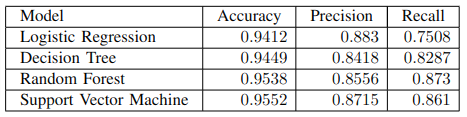 Model Accuracy Precision Recall
Logistic Regression 0.9412 0.883 0.7508
Decision Tree 0.9449 0.8418 0.8287
Random Forest 0.9538 0.8556 0.873
Support Vector Machine 0.9552 0.8715 0.861